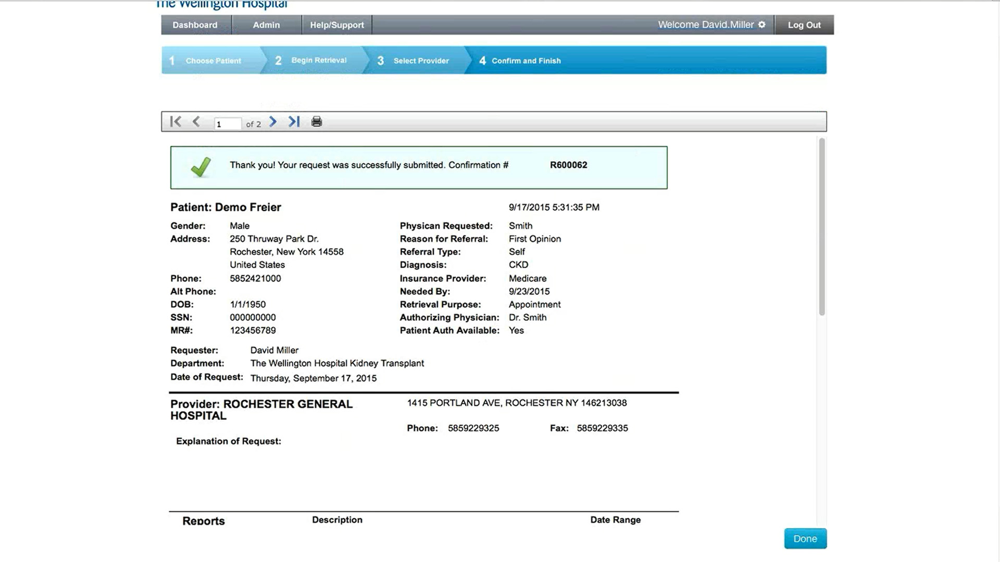 The Wellington Hospital
Dashboard Admin Help/Support Welcome David.Miller Log Out
1 Choose Patient 2 Begin Retrieval 3 Select Provider 4 Confirm and Finish
1 of 2
Thank you! Your request was successfully submitted. Confirmation # R600062
Patient: Demo Freier 9/17/2015 5:31:35 PM
Gender: Male Physican Requested: Smith
Address: 250 Thruway Park Dr. Reason for Referral: First Opinion
Rochester, New York 14558 Referral Type: Self
United States Diagnosis: CKD
Phone: 5852421000 Insurance Provider: Medicare
Alt Phone: Needed By: 9/23/2015
DOB: 1/1/1950 Retrieval Purpose: Appointment
SSN: 000000000 Authorizing Physician: Dr. Smith
MR#: 123456789 Patient Auth Available: Yes
Requester: David Miller
Department: The Wellington Hospital Kidney Transplant
Date of Request: Thursday, September 17, 2015
Provider: ROCHESTER GENERAL 1415 PORTLAND AVE, ROCHESTER NY 146213038
HOSPITAL
Phone: 5859229325 Fax: 5859229335
Explanation of Request:
Reports Description Date Range
Done